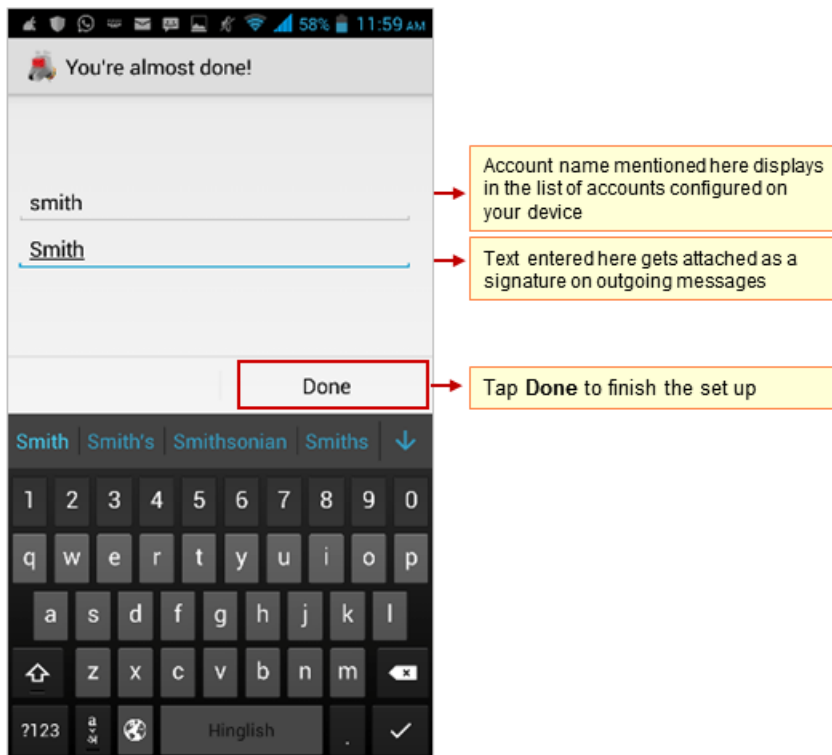 58% 11:59 AM
You're almost done!
smith
Account name mentioned here displays
in the list of accounts configured on
your device
Smith
Text entered here gets attached as a
signature on outgoing messages
Done
Tap Done to finish the set up
Smith Smith's Smithsonian Smiths
1 2 3 4 5 6 7 8 9 0
q w e r t y u i o p
a s d f g h j k l
z x c v b n m
?123 a अ Hinglish .